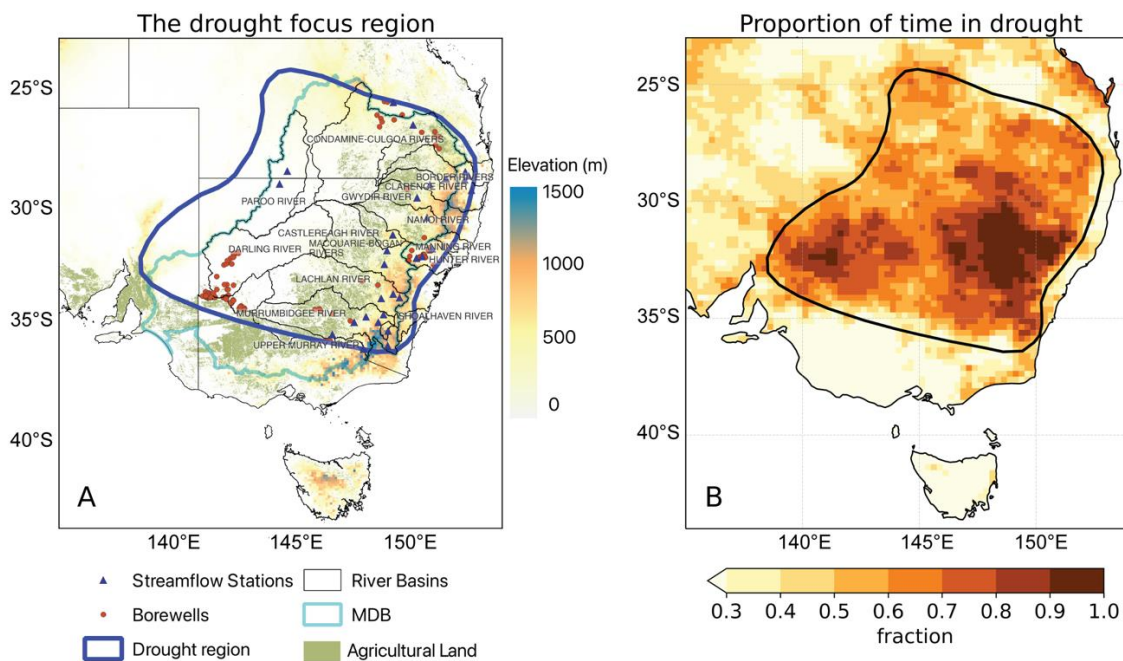 The drought focus region
25°S
30°S
35°S
40°S
140°E
145°E
150°E
CONDAMINE-CULGOA RIVERS
BORDER RIVERS
CLARENCE RIVER
GWYDIR RIVER
PAROO RIVER
NAMOI RIVER
CASTLEREAGH RIVER
MACQUARIE-BOGAN
RIVERS
DARLING RIVER
MANNING RIVER
HUNTER RIVER
LACHLAN RIVER
MURRUMBIDGEE RIVER
SHOALHAVEN RIVER
UPPER MURRAY RIVER
A
Elevation (m)
1500
1000
500
0
Streamflow Stations
River Basins
Borewells
MDB
Drought region
Agricultural Land
Proportion of time in drought
25°S
30°S
35°S
40°S
B
140°E
145°E
150°E
0.3 0.4 0.5 0.6 0.7 0.8 0.9 1.0
fraction